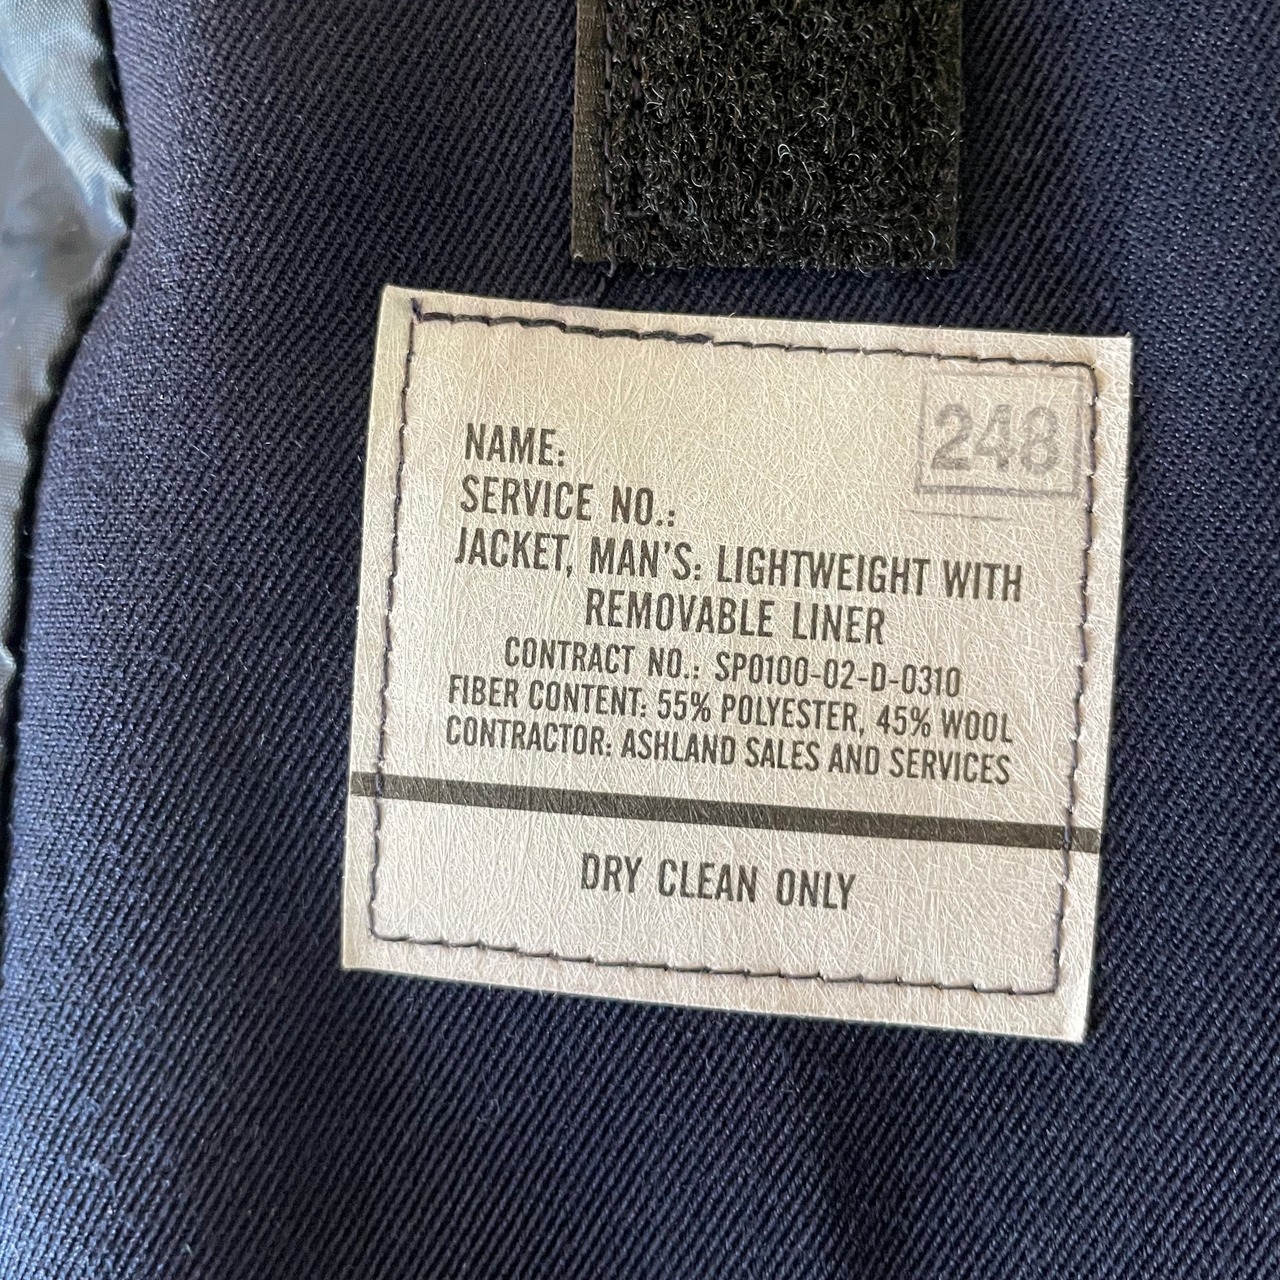 248
NAME:
SERVICE NO.:
JACKET, MAN'S: LIGHTWEIGHT WITH
REMOVABLE LINER
CONTRACT NO.: SP0100-02-D-0310
FIBER CONTENT: 55% POLYESTER, 45% WOOL
CONTRACTOR: ASHLAND SALES AND SERVICES
DRY CLEAN ONLY